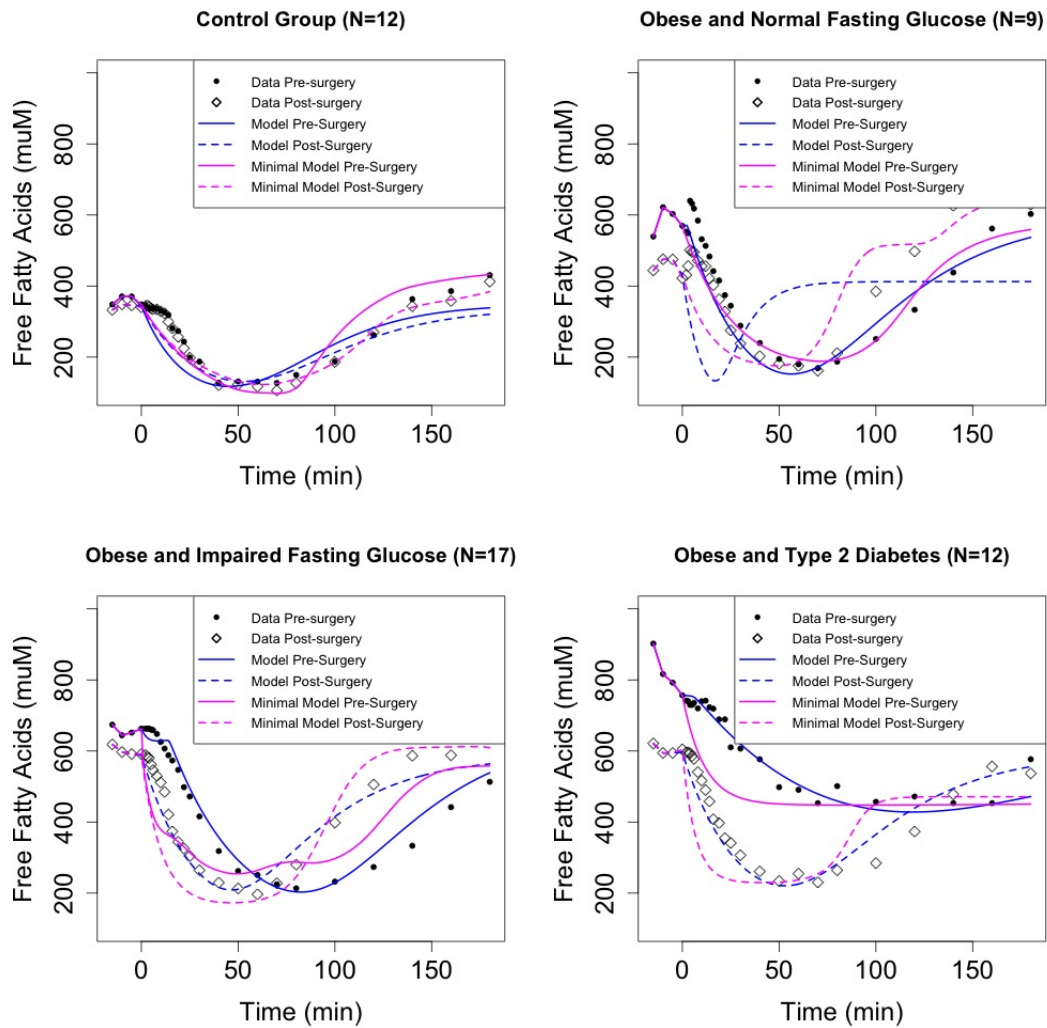 Control Group (N=12)
Data Pre-surgery
Data Post-surgery
Model Pre-Surgery
Model Post-Surgery
Minimal Model Pre-Surgery
Minimal Model Post-Surgery
Free Fatty Acids (muM)
200 400 600 800
0 50 100 150
Time (min)
Obese and Normal Fasting Glucose (N=9)
Data Pre-surgery
Data Post-surgery
Model Pre-Surgery
Model Post-Surgery
Minimal Model Pre-Surgery
Minimal Model Post-Surgery
Free Fatty Acids (muM)
200 400 600 800
0 50 100 150
Time (min)
Obese and Impaired Fasting Glucose (N=17)
Data Pre-surgery
Data Post-surgery
Model Pre-Surgery
Model Post-Surgery
Minimal Model Pre-Surgery
Minimal Model Post-Surgery
Free Fatty Acids (muM)
200 400 600 800
0 50 100 150
Time (min)
Obese and Type 2 Diabetes (N=12)
Data Pre-surgery
Data Post-surgery
Model Pre-Surgery
Model Post-Surgery
Minimal Model Pre-Surgery
Minimal Model Post-Surgery
Free Fatty Acids (muM)
200 400 600 800
0 50 100 150
Time (min)